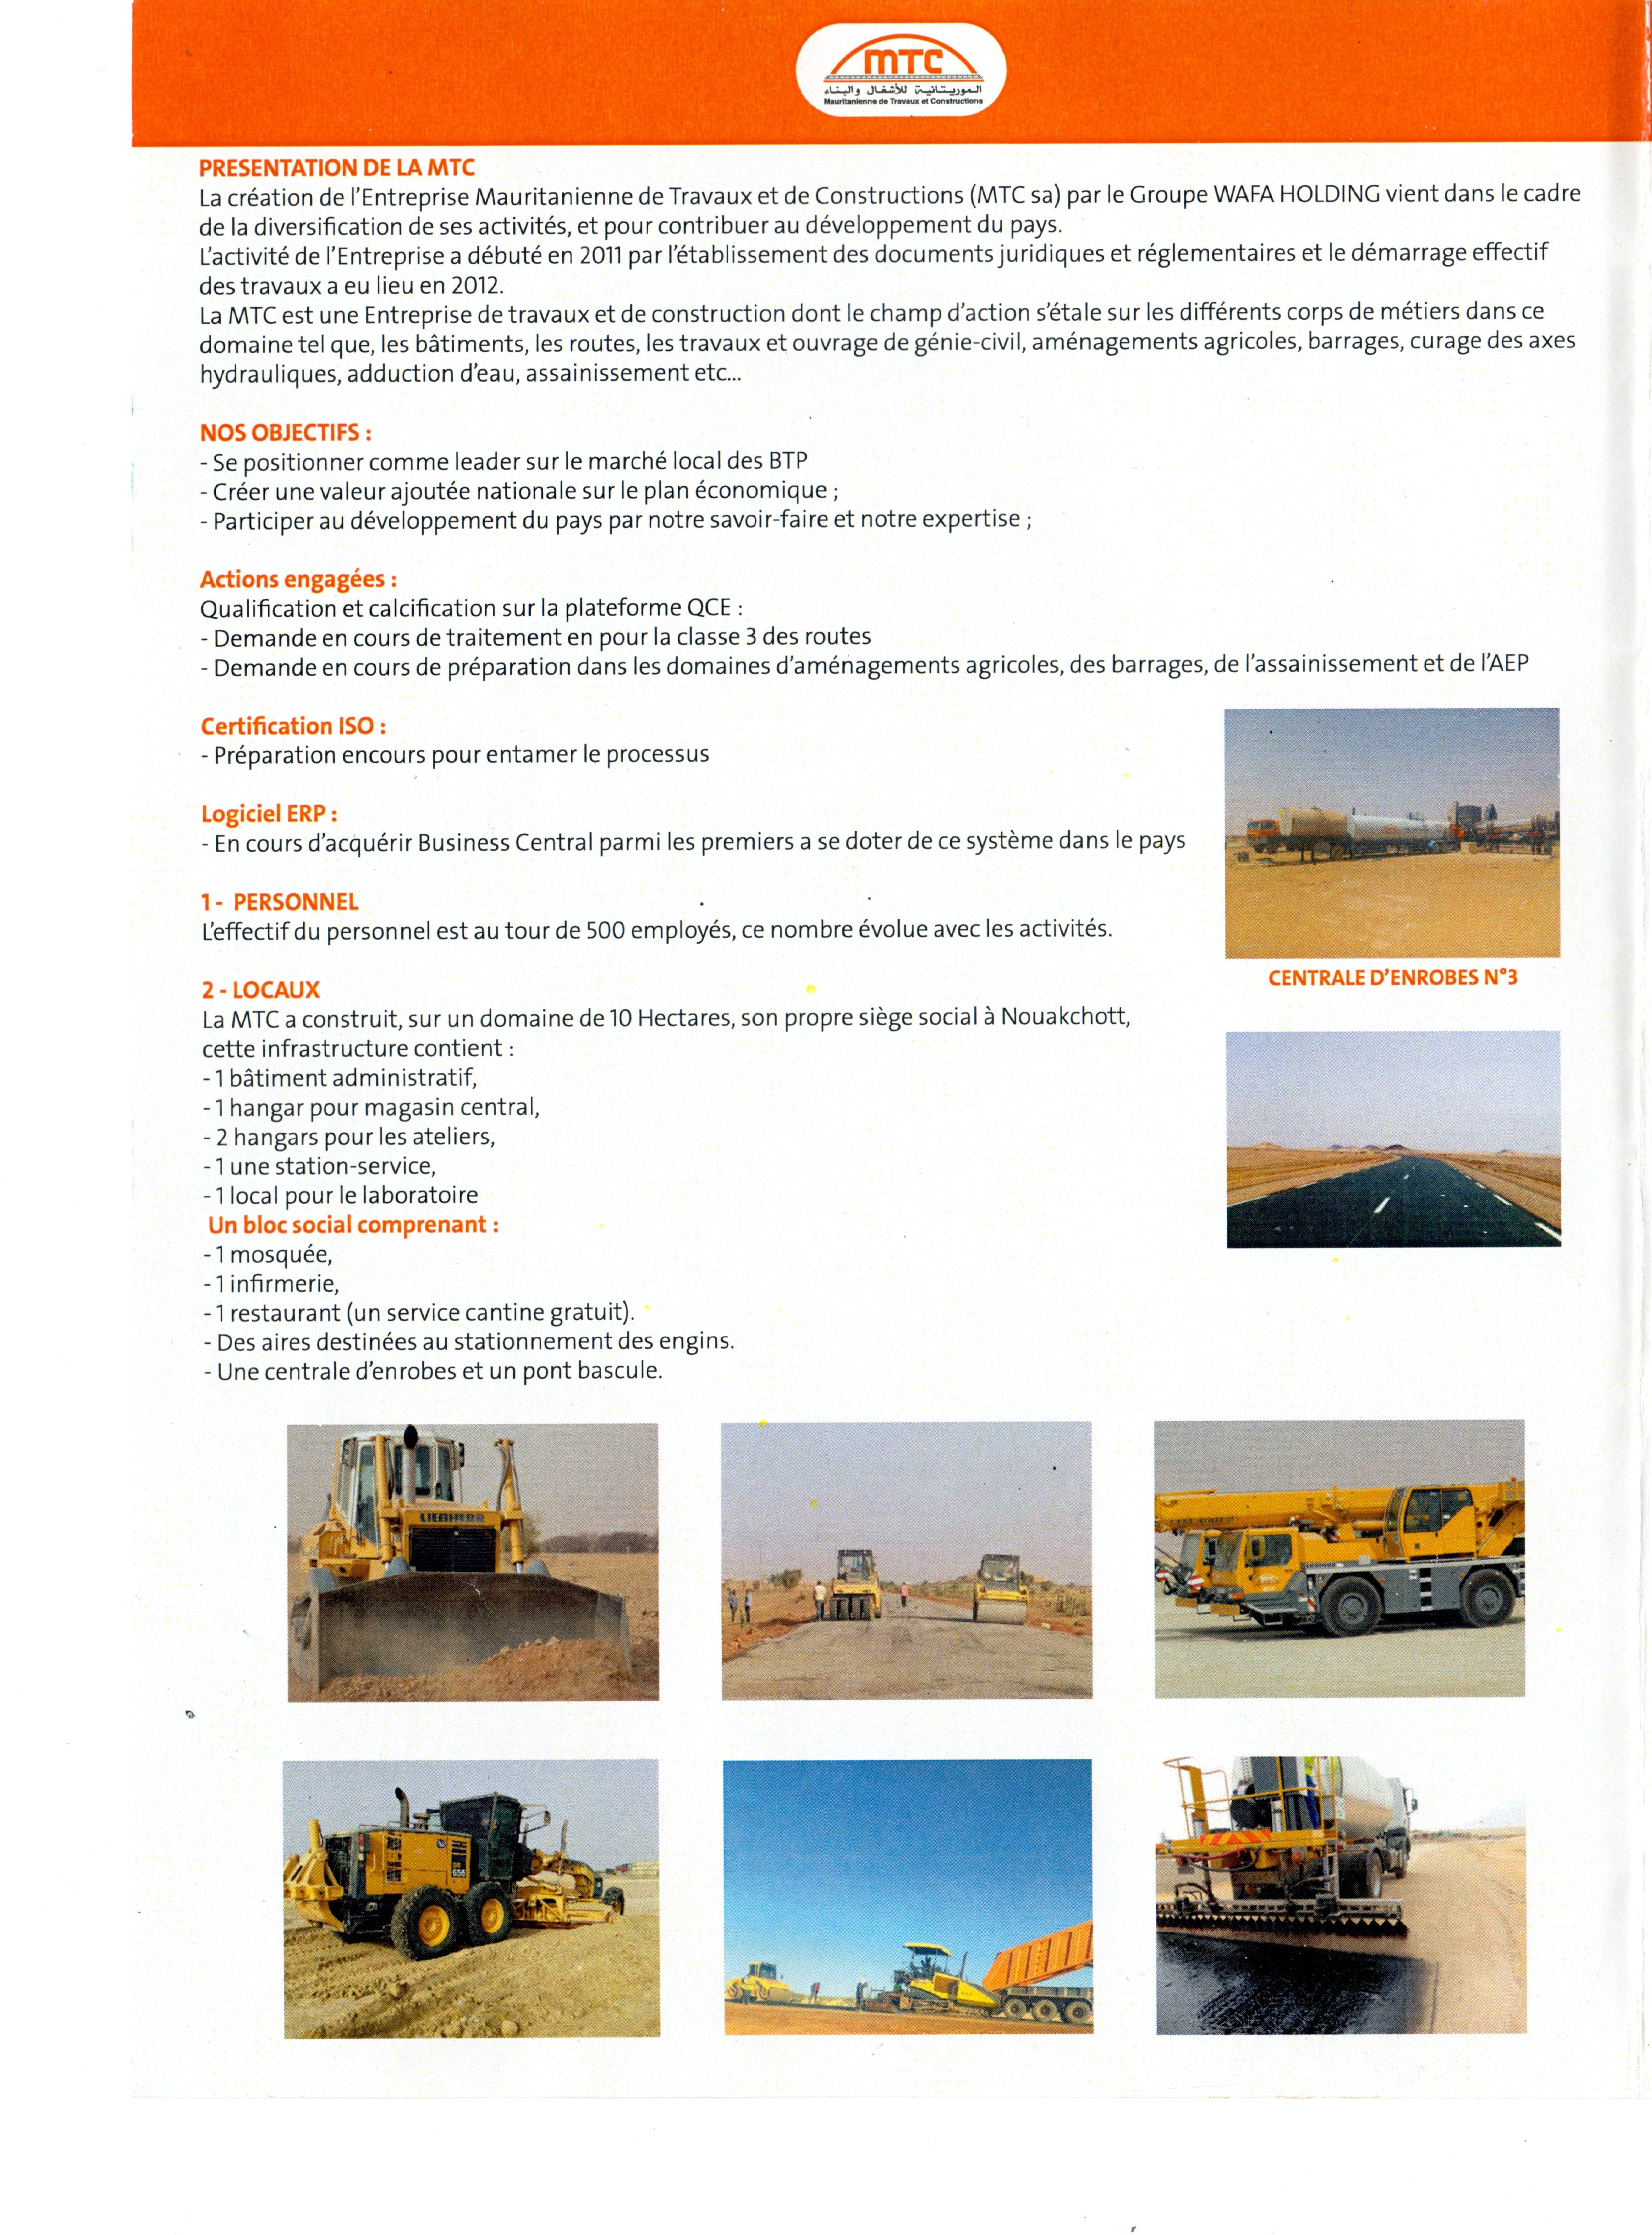 MTC
الموريتانية للأشغال والبناء
Mauritanienne de Travaux et Constructions
PRESENTATION DE LA MTC
La création de l'Entreprise Mauritanienne de Travaux et de Constructions (MTC sa) par le Groupe WAFA HOLDING vient dans le cadre
de la diversification de ses activités, et pour contribuer au développement du pays.
L'activité de l'Entreprise a débuté en 2011 par l'établissement des documents juridiques et réglementaires et le démarrage effectif
des travaux a eu lieu en 2012.
La MTC est une Entreprise de travaux et de construction dont le champ d'action s'étale sur les différents corps de métiers dans ce
domaine tel que, les bâtiments, les routes, les travaux et ouvrage de génie-civil, aménagements agricoles, barrages, curage des axes
hydrauliques, adduction d'eau, assainissement etc...
NOS OBJECTIFS :
- Se positionner comme leader sur le marché local des BTP
- Créer une valeur ajoutée nationale sur le plan économique ;
- Participer au développement du pays par notre savoir-faire et notre expertise ;
Actions engagées :
Qualification et calcification sur la plateforme QCE :
- Demande en cours de traitement en pour la classe 3 des routes
- Demande en cours de préparation dans les domaines d'aménagements agricoles, des barrages, de l'assainissement et de l'AEP
Certification ISO :
- Préparation encours pour entamer le processus
Logiciel ERP :
- En cours d'acquérir Business Central parmi les premiers a se doter de ce système dans le pays
1 - PERSONNEL
L'effectif du personnel est au tour de 500 employés, ce nombre évolue avec les activités.
CENTRALE D'ENROBES N°3
2 - LOCAUX
La MTC a construit, sur un domaine de 10 Hectares, son propre siège social à Nouakchott,
cette infrastructure contient :
- 1 bâtiment administratif,
- 1 hangar pour magasin central,
- 2 hangars pour les ateliers,
- 1 une station-service,
- 1 local pour le laboratoire
Un bloc social comprenant :
- 1 mosquée,
- 1 infirmerie,
- 1 restaurant (un service cantine gratuit).
- Des aires destinées au stationnement des engins.
- Une centrale d'enrobes et un pont bascule.
LIEBHERR
LIEBHERR
655